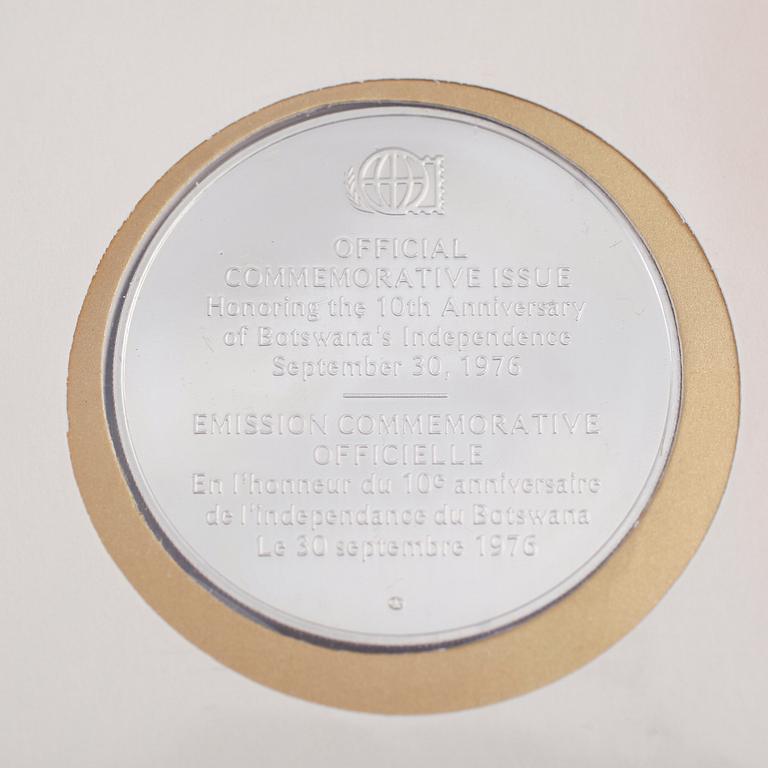 OFFICIAL
COMMEMORATIVE ISSUE
Honoring the 10th Anniversary
of Botswana's Independence
September 30, 1976
EMISSION COMMEMORATIVE
OFFICIELLE
En l'honneur du 10e anniversaire
de l'indépendance du Botswana
Le 30 septembre 1976